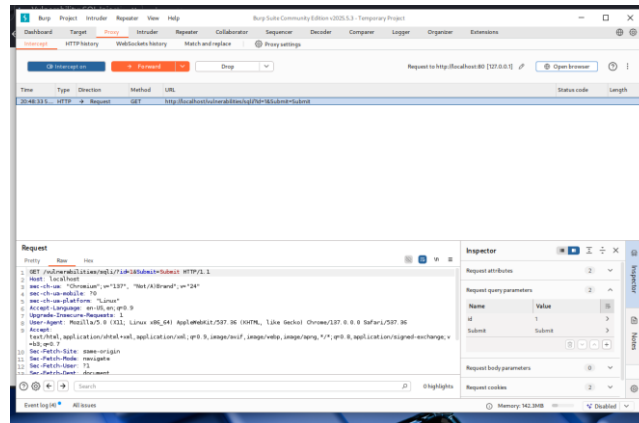 Burp Project Intruder Repeater View Help Burp Suite Community Edition v2025.5.3 - Temporary Project
Dashboard Target Proxy Intruder Repeater Collaborator Sequencer Decoder Comparer Logger Organizer Extensions
Intercept HTTP history WebSockets history Match and replace Proxy settings
Intercept on Forward Drop Request to http://localhost:80 [127.0.0.1] Open browser
Time Type Direction Method URL Status code Length
20:48:33 5... HTTP → Request GET http://localhost/vulnerabilities/sqli/?id=1&Submit=Submit
Request
Pretty Raw Hex
1 GET /vulnerabilities/sqli/?id=1&Submit=Submit HTTP/1.1
2 Host: localhost
3 sec-ch-ua: "Chromium";v="137", "Not/A)Brand";v="24"
4 sec-ch-ua-mobile: ?0
5 sec-ch-ua-platform: "Linux"
6 Accept-Language: en-US,en;q=0.9
7 Upgrade-Insecure-Requests: 1
8 User-Agent: Mozilla/5.0 (X11; Linux x86_64) AppleWebKit/537.36 (KHTML, like Gecko) Chrome/137.0.0.0 Safari/537.36
9 Accept:
text/html,application/xhtml+xml,application/xml;q=0.9,image/avif,image/webp,image/apng,*/*;q=0.8,application/signed-exchange;v
=b3;q=0.7
10 Sec-Fetch-Site: same-origin
11 Sec-Fetch-Mode: navigate
12 Sec-Fetch-User: ?1
13 Sec-Fetch-Dest: document
Search 0 highlights
Inspector
Request attributes 2
Request query parameters 2
Name Value
id 1
Submit Submit
Request body parameters 0
Request cookies 2
Inspector
Notes
Event log (4) All issues Memory: 142.3MB Disabled